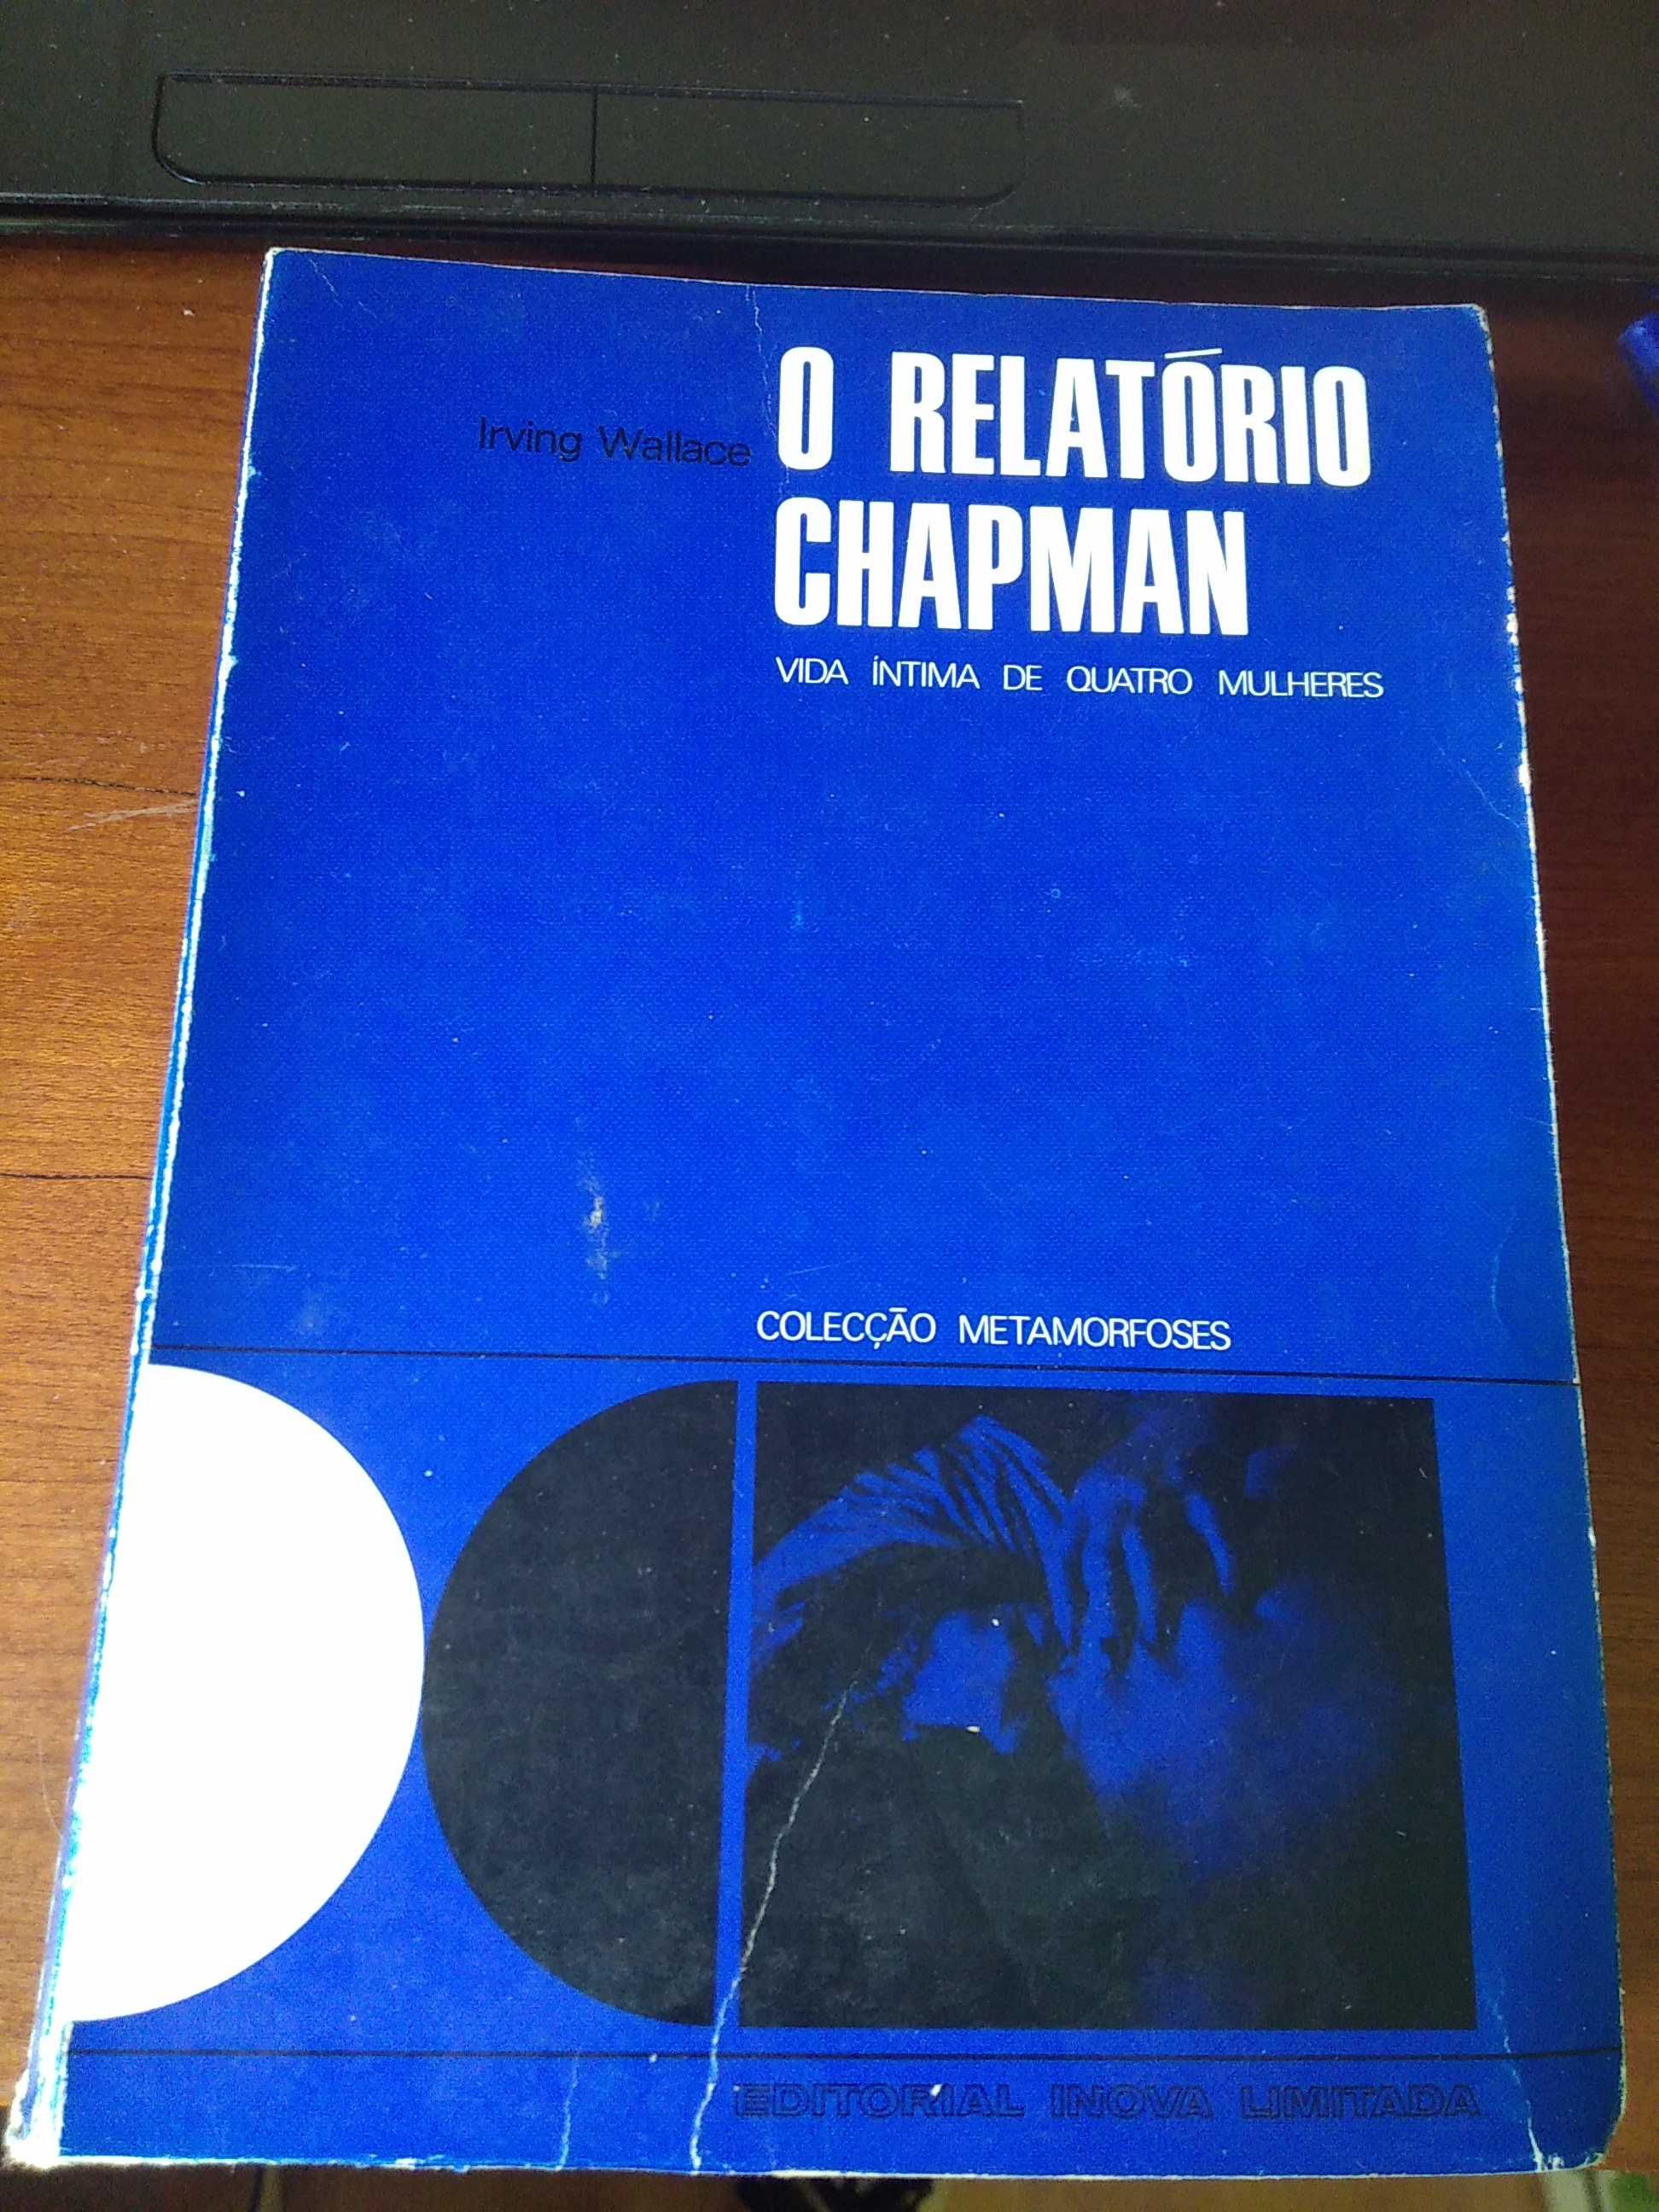 Irving Wallace
O RELATÓRIO
CHAPMAN
VIDA ÍNTIMA DE QUATRO MULHERES
COLECÇÃO METAMORFOSES
EDITORIAL INOVA LIMITADA